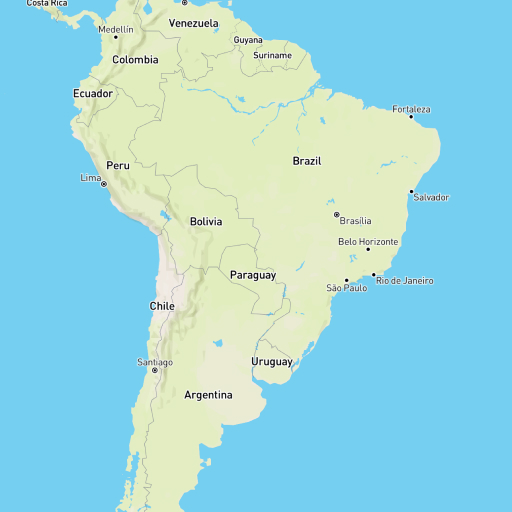 Costa Rica
Medellín
Venezuela
Guyana
Suriname
Colombia
Ecuador
Fortaleza
Peru
Brazil
Lima
Salvador
Bolivia
Brasília
Belo Horizonte
Paraguay
Rio de Janeiro
São Paulo
Chile
Santiago
Uruguay
Argentina